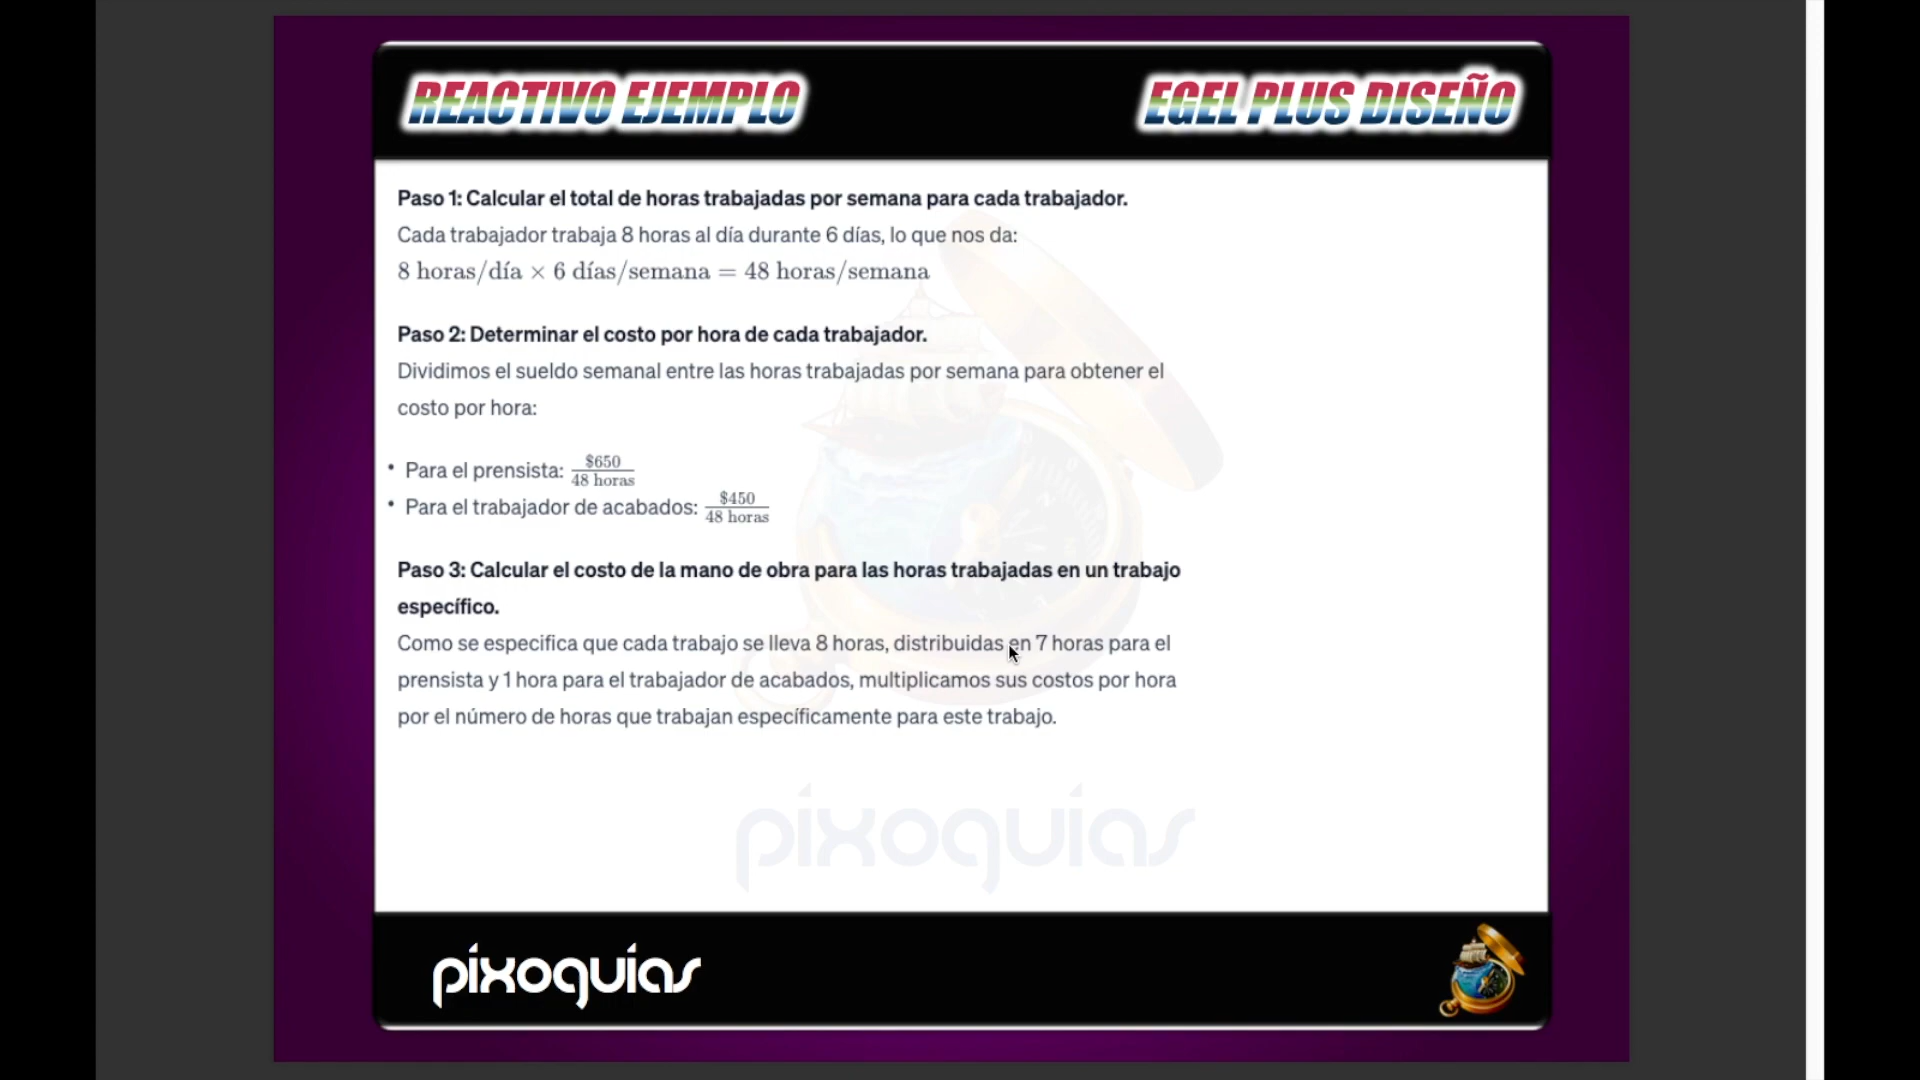 REACTIVO EJEMPLO
EGEL PLUS DISEÑO
Paso 1: Calcular el total de horas trabajadas por semana para cada trabajador.
Cada trabajador trabaja 8 horas al día durante 6 días, lo que nos da:
8 horas/día × 6 días/semana = 48 horas/semana
Paso 2: Determinar el costo por hora de cada trabajador.
Dividimos el sueldo semanal entre las horas trabajadas por semana para obtener el
costo por hora:
• Para el prensista: $650 / 48 horas
• Para el trabajador de acabados: $450 / 48 horas
Paso 3: Calcular el costo de la mano de obra para las horas trabajadas en un trabajo
específico.
Como se especifica que cada trabajo se lleva 8 horas, distribuidas en 7 horas para el
prensista y 1 hora para el trabajador de acabados, multiplicamos sus costos por hora
por el número de horas que trabajan específicamente para este trabajo.
pixoguías
pixoguías